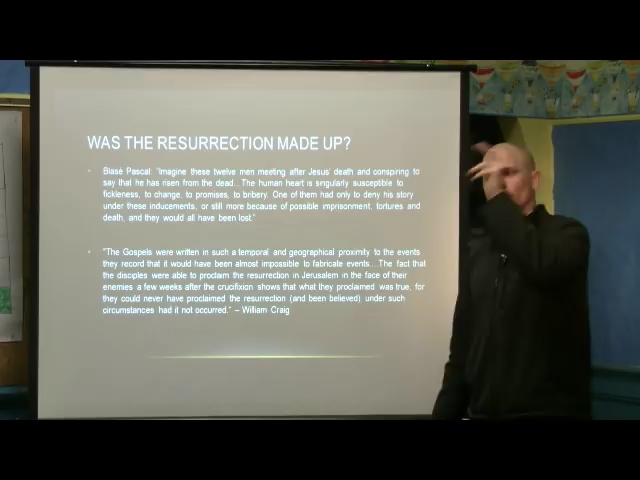 WAS THE RESURRECTION MADE UP?
Blasé Pascal: “Imagine these twelve men meeting after Jesus’ death and conspiring to
say that he has risen from the dead…The human heart is singularly susceptible to
fickleness, to change, to promises, to bribery. One of them had only to deny his story
under these inducements, or still more because of possible imprisonment, tortures and
death, and they would all have been lost.”
“The Gospels were written in such a temporal and geographical proximity to the events
they record that it would have been almost impossible to fabricate events…The fact that
the disciples were able to proclaim the resurrection in Jerusalem in the face of their
enemies a few weeks after the crucifixion shows that what they proclaimed was true, for
they could never have proclaimed the resurrection (and been believed) under such
circumstances had it not occurred.” – William Craig